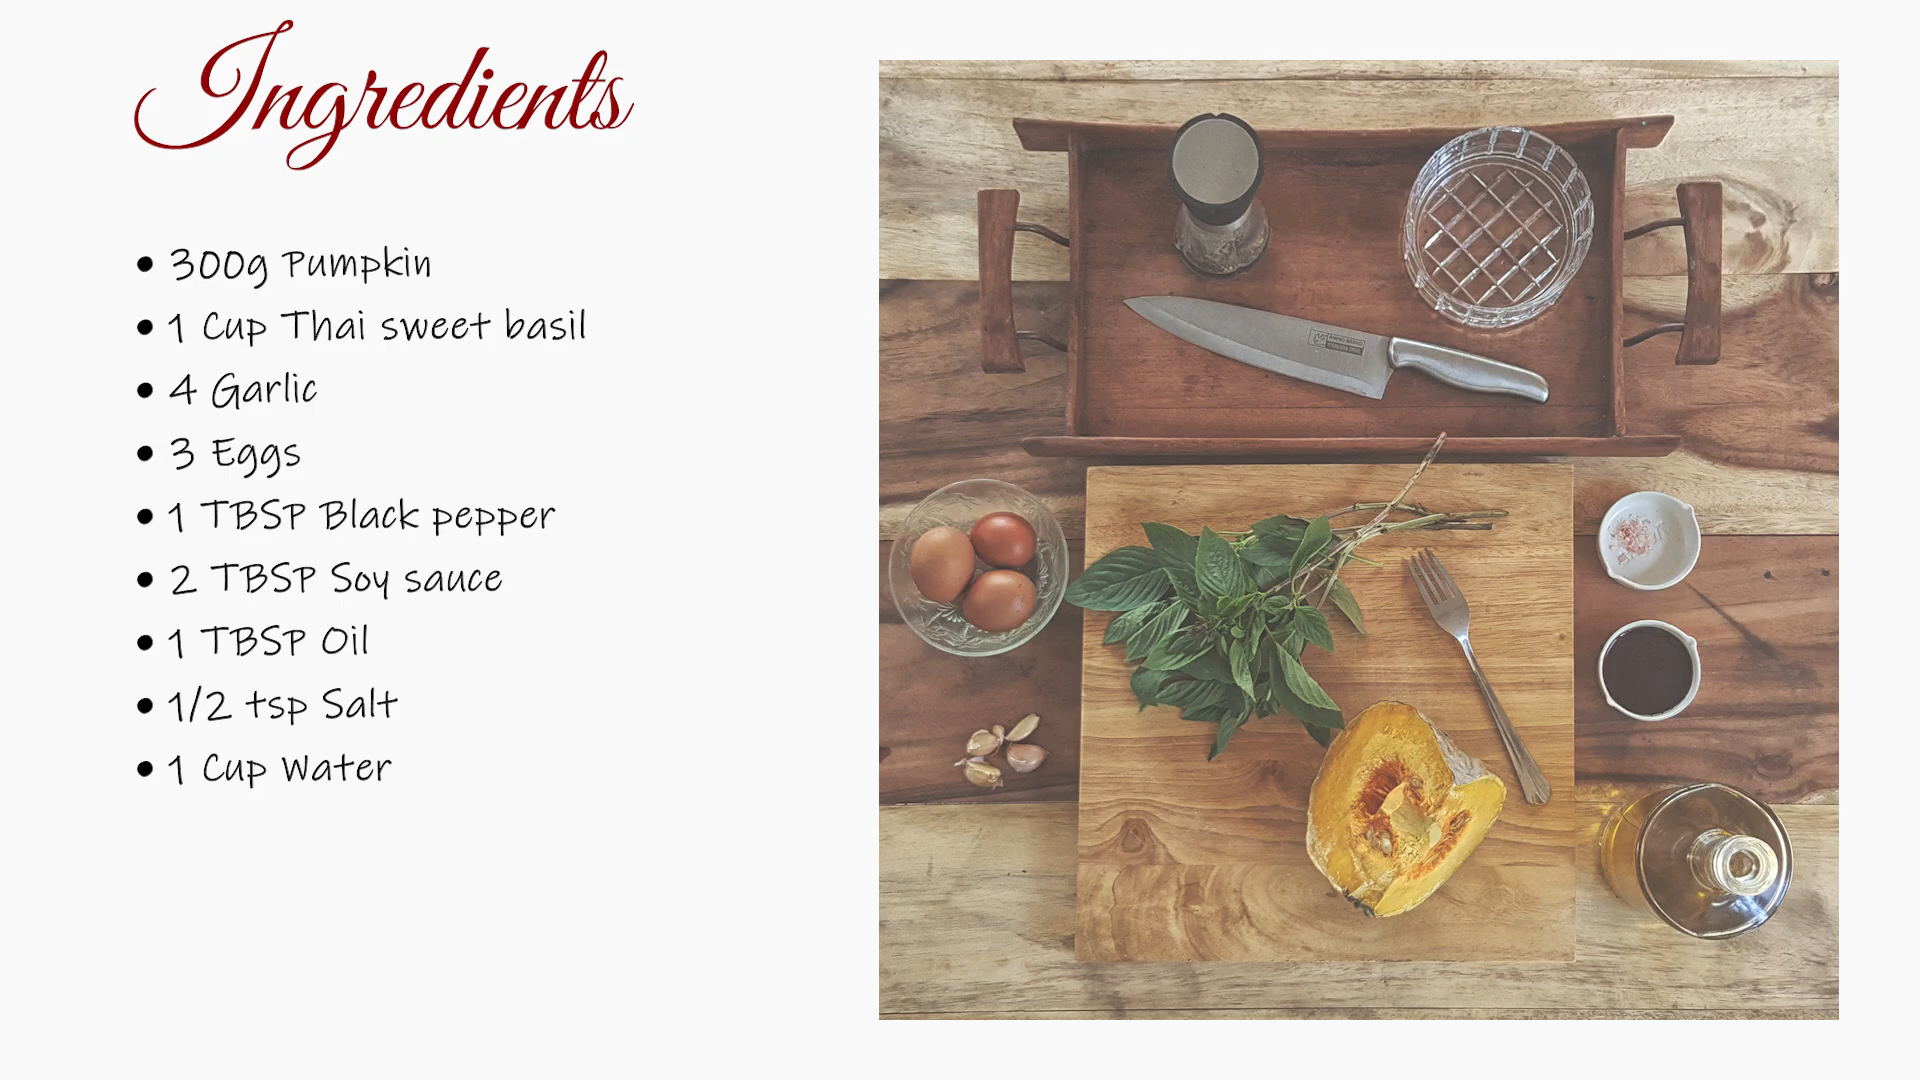 Ingredients
• 300g Pumpkin
• 1 Cup Thai sweet basil
• 4 Garlic
• 3 Eggs
• 1 TBSP Black pepper
• 2 TBSP Soy sauce
• 1 TBSP Oil
• 1/2 tsp Salt
• 1 Cup Water